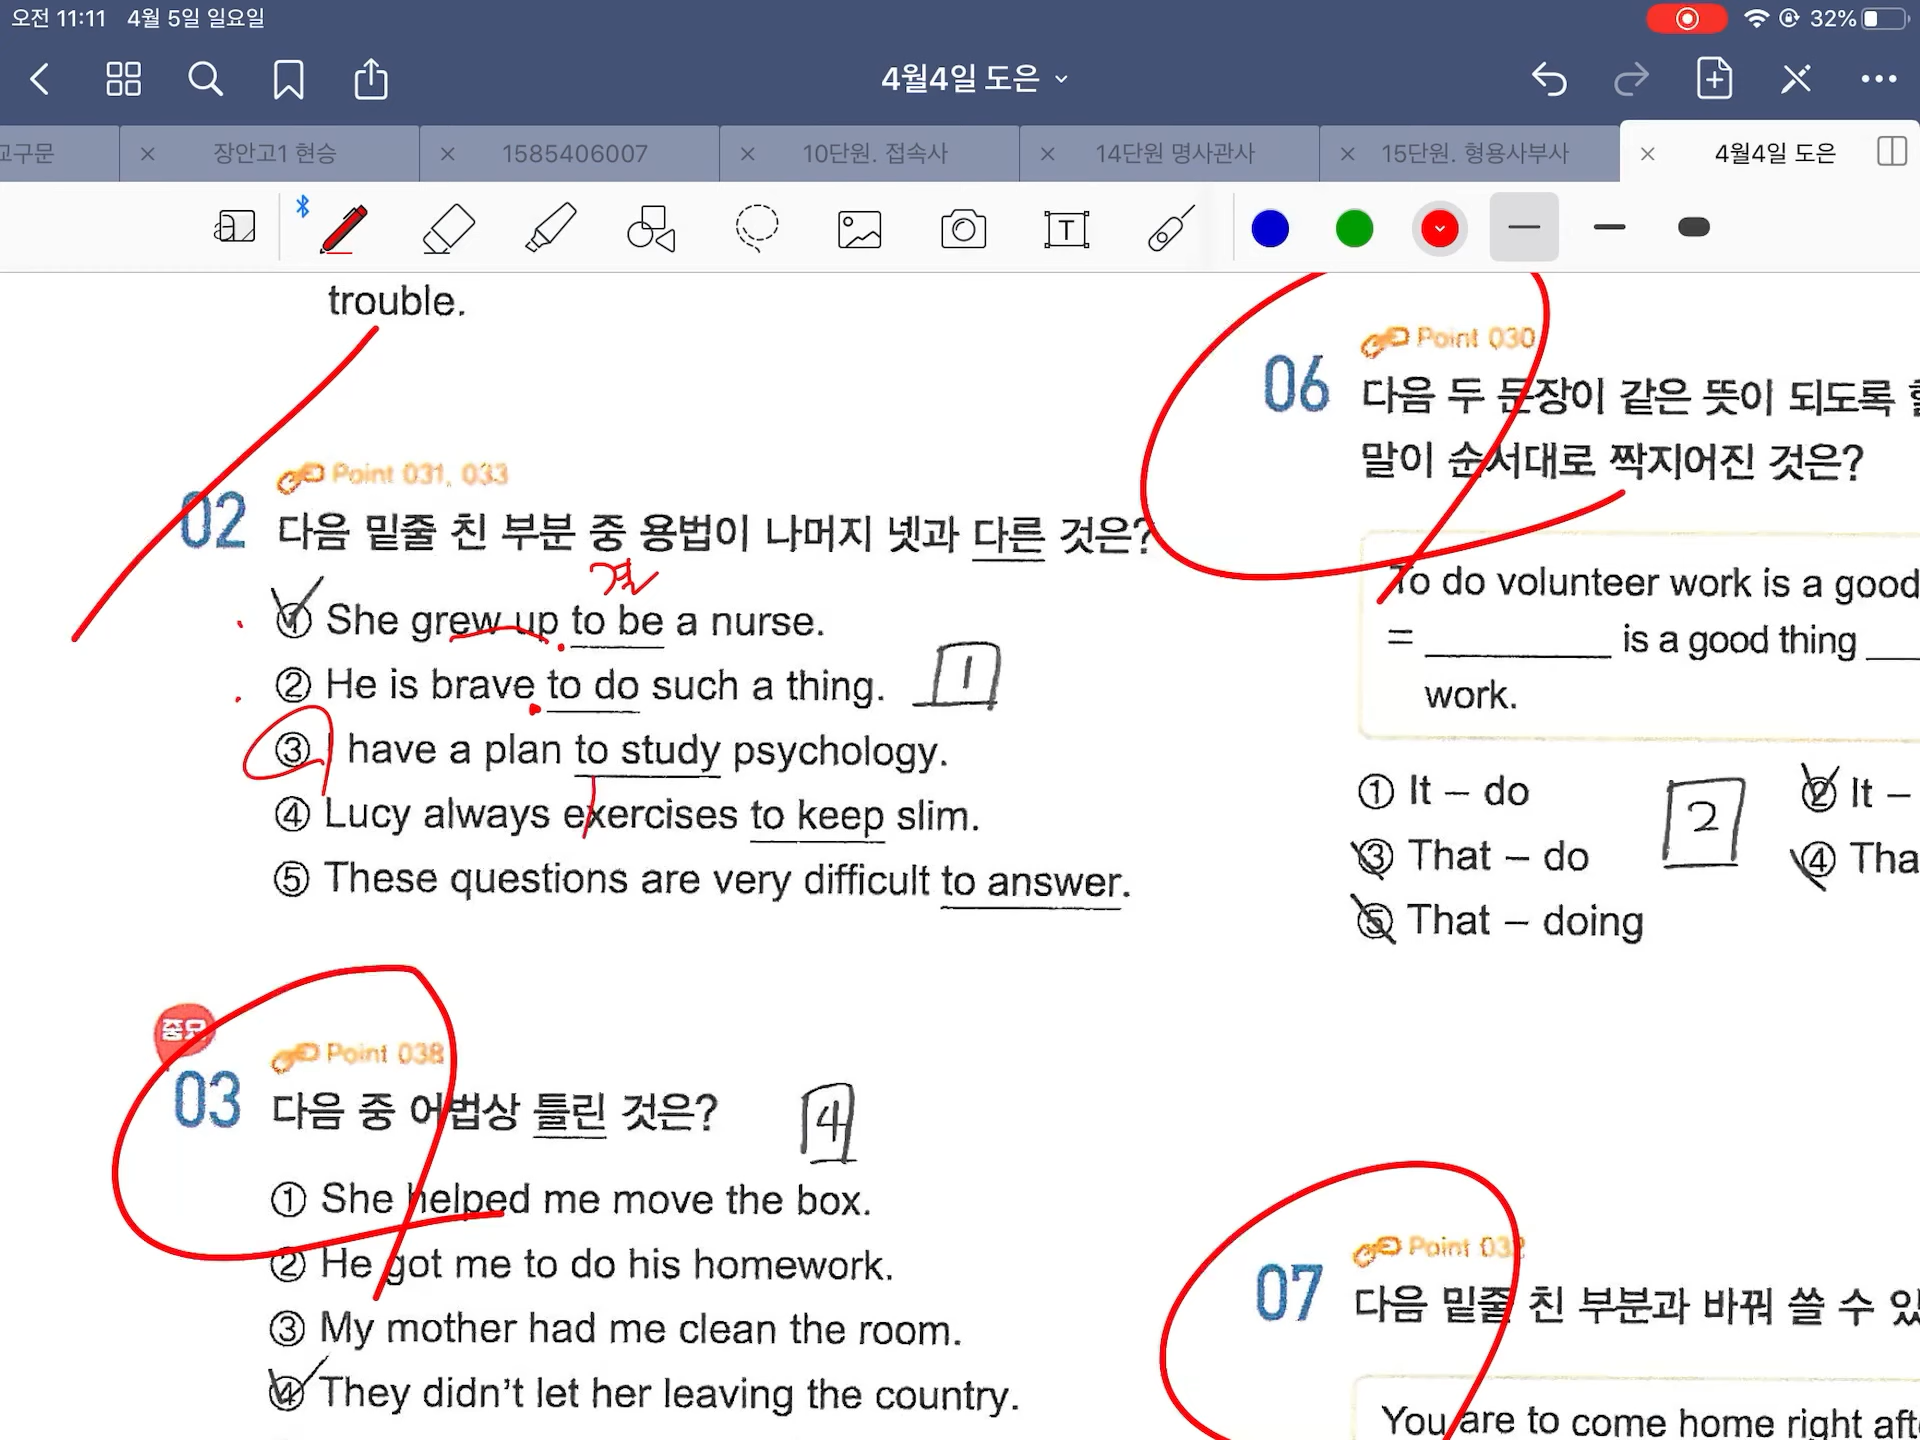 오전 11:11 4월 5일 일요일
32%
4월4일 도은
교구문
장안고1 현승
1585406007
10단원. 접속사
14단원 명사관사
15단원. 형용사부사
4월4일 도은
trouble.
Point 031, 033
02 다음 밑줄 친 부분 중 용법이 나머지 넷과 다른 것은?
결
① She grew up to be a nurse.
② He is brave to do such a thing.
1
③ I have a plan to study psychology.
④ Lucy always exercises to keep slim.
⑤ These questions are very difficult to answer.
중요
Point 038
03 다음 중 어법상 틀린 것은?
4
① She helped me move the box.
② He got me to do his homework.
③ My mother had me clean the room.
④ They didn't let her leaving the country.
Point 030
06 다음 두 문장이 같은 뜻이 되도록
말이 순서대로 짝지어진 것은?
To do volunteer work is a good
= ________ is a good thing
work.
① It – do
② It –
2
③ That – do
④ Tha
⑤ That – doing
Point 032
07 다음 밑줄 친 부분과 바꿔 쓸 수 있
You are to come home right aft